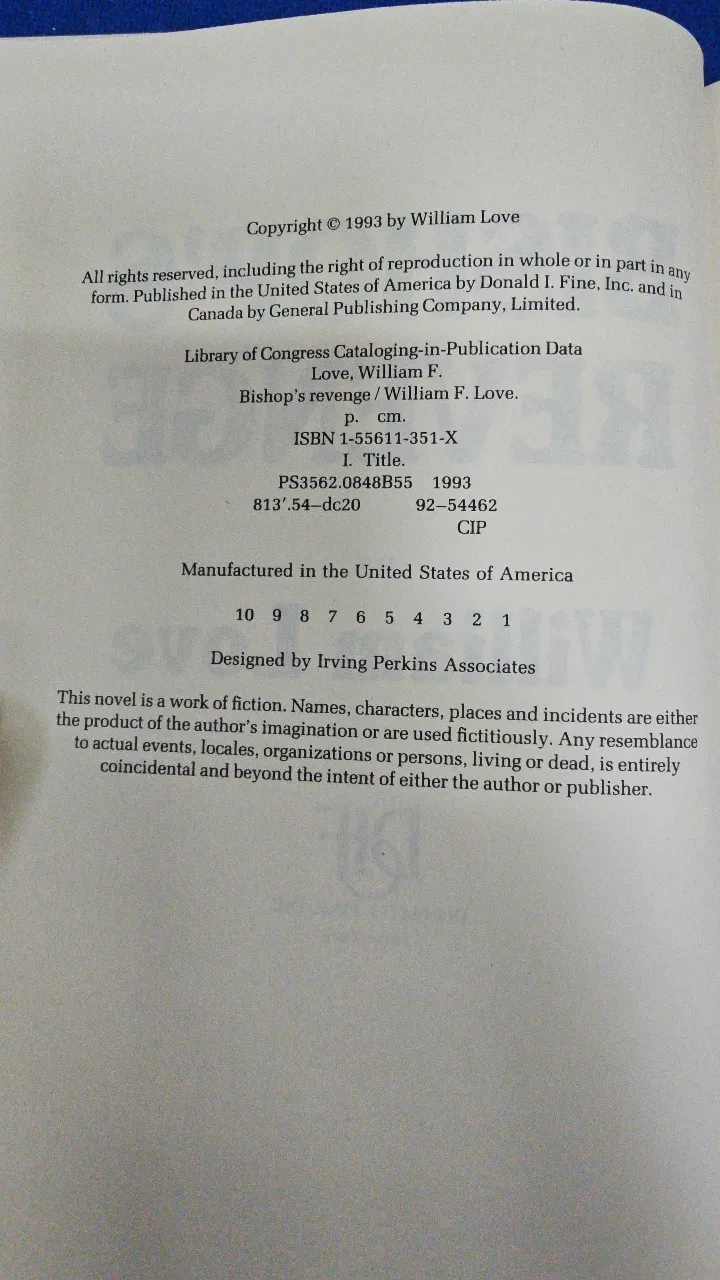 Copyright © 1993 by William Love
All rights reserved, including the right of reproduction in whole or in part in any
form. Published in the United States of America by Donald I. Fine, Inc. and in
Canada by General Publishing Company, Limited.
Library of Congress Cataloging-in-Publication Data
Love, William F.
Bishop's revenge / William F. Love.
p. cm.
ISBN 1-55611-351-X
I. Title.
PS3562.0848B55 1993
813'.54—dc20 92—54462
CIP
Manufactured in the United States of America
10 9 8 7 6 5 4 3 2 1
Designed by Irving Perkins Associates
This novel is a work of fiction. Names, characters, places and incidents are either
the product of the author's imagination or are used fictitiously. Any resemblance
to actual events, locales, organizations or persons, living or dead, is entirely
coincidental and beyond the intent of either the author or publisher.